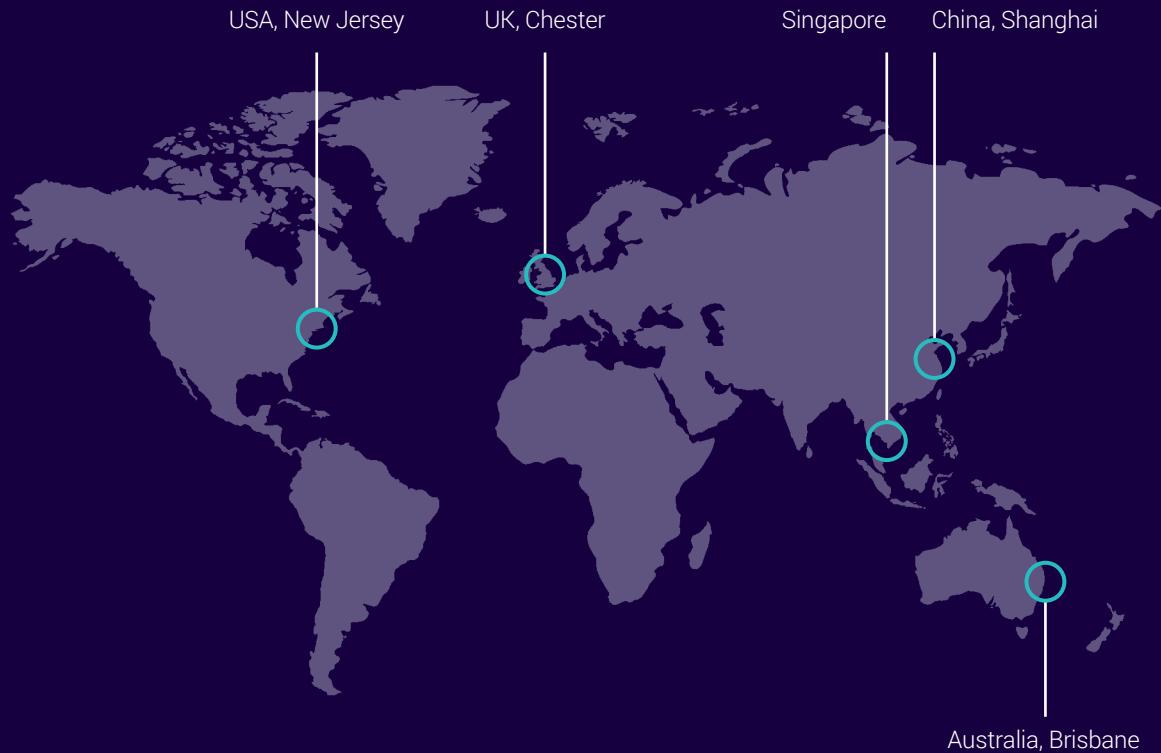 USA, New Jersey
UK, Chester
Singapore
China, Shanghai
Australia, Brisbane